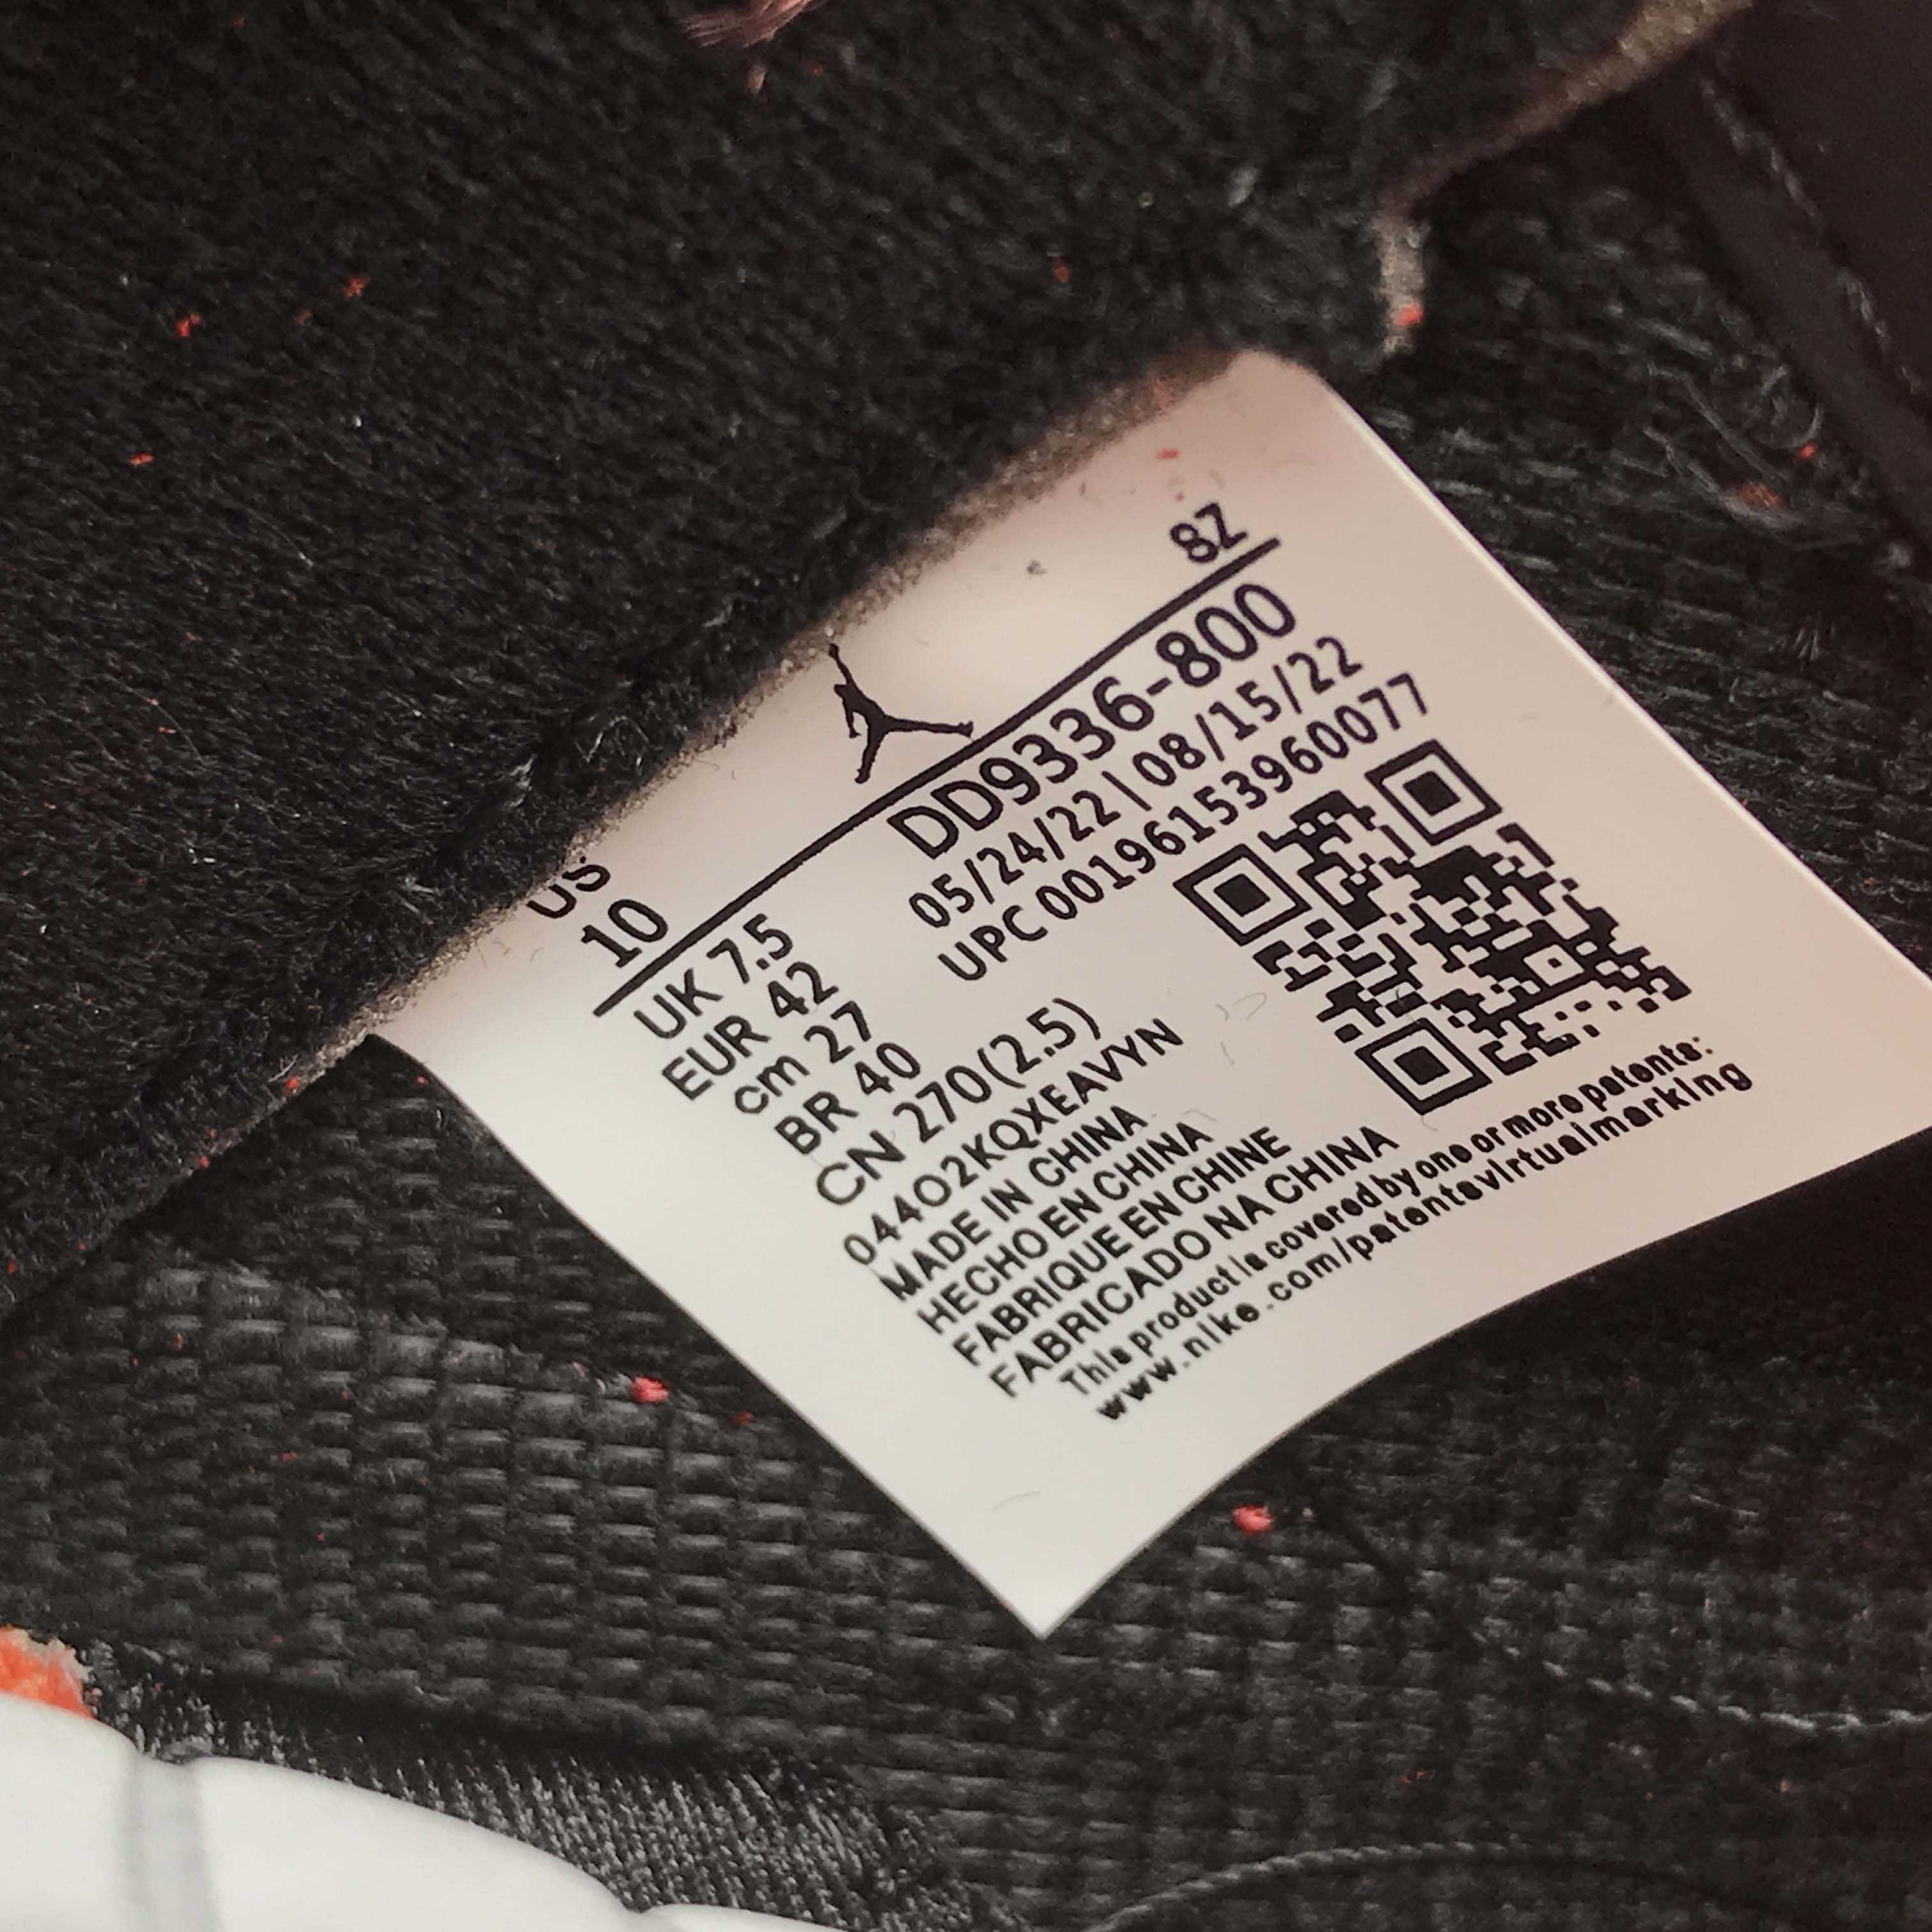 US 8Z
10
DD9336-800
05/24/22|08/15/22
UPC 00196153960077
UK 7.5
EUR 42
cm 27
BR 40
CN 270(2.5)
044O2KQXEAVYN
MADE IN CHINA
HECHO EN CHINA
FABRIQUE EN CHINE
FABRICADO NA CHINA
This product is covered by one or more patents:
www.nike.com/patentsvirtualmarking